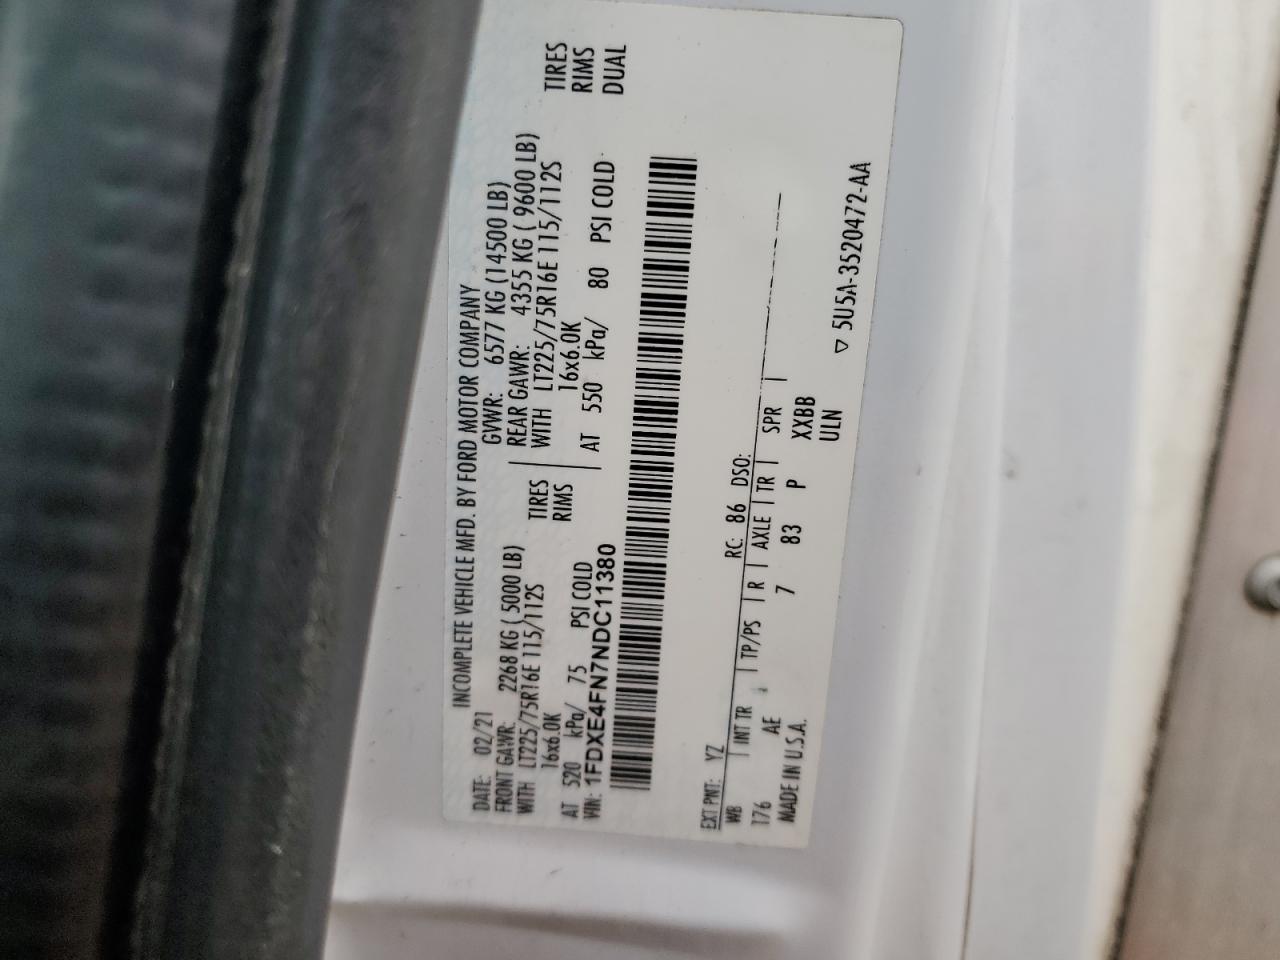 INCOMPLETE VEHICLE MFD. BY FORD MOTOR COMPANY
DATE: 02/21 GVWR: 6577 KG (14500 LB)
FRONT GAWR: 2268 KG ( 5000 LB) REAR GAWR: 4355 KG ( 9600 LB)
WITH LT225/75R16E 115/112S TIRES WITH LT225/75R16E 115/112S TIRES
16x6.0K RIMS 16x6.0K RIMS
AT 520 kPa/ 75 PSI COLD AT 550 kPa/ 80 PSI COLD DUAL
VIN: 1FDXE4FN7NDC11380
EXT PNT: YZ RC: 86 DSO:
WB | INT TR | TP/PS | R | AXLE | TR | SPR |
176 AE 7 83 P XXBB
MADE IN U.S.A. ULN
▽ 5U5A-3520472-AA